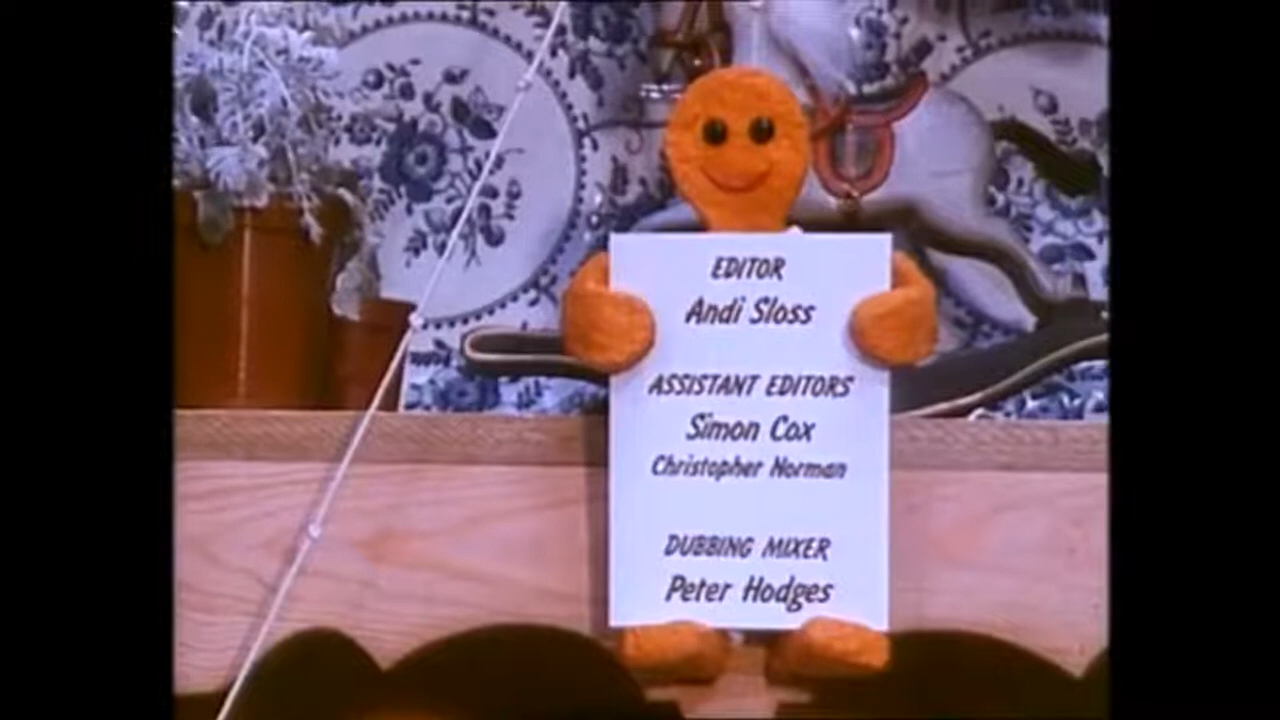 EDITOR
Andi Sloss
ASSISTANT EDITORS
Simon Cox
Christopher Norman
DUBBING MIXER
Peter Hodges